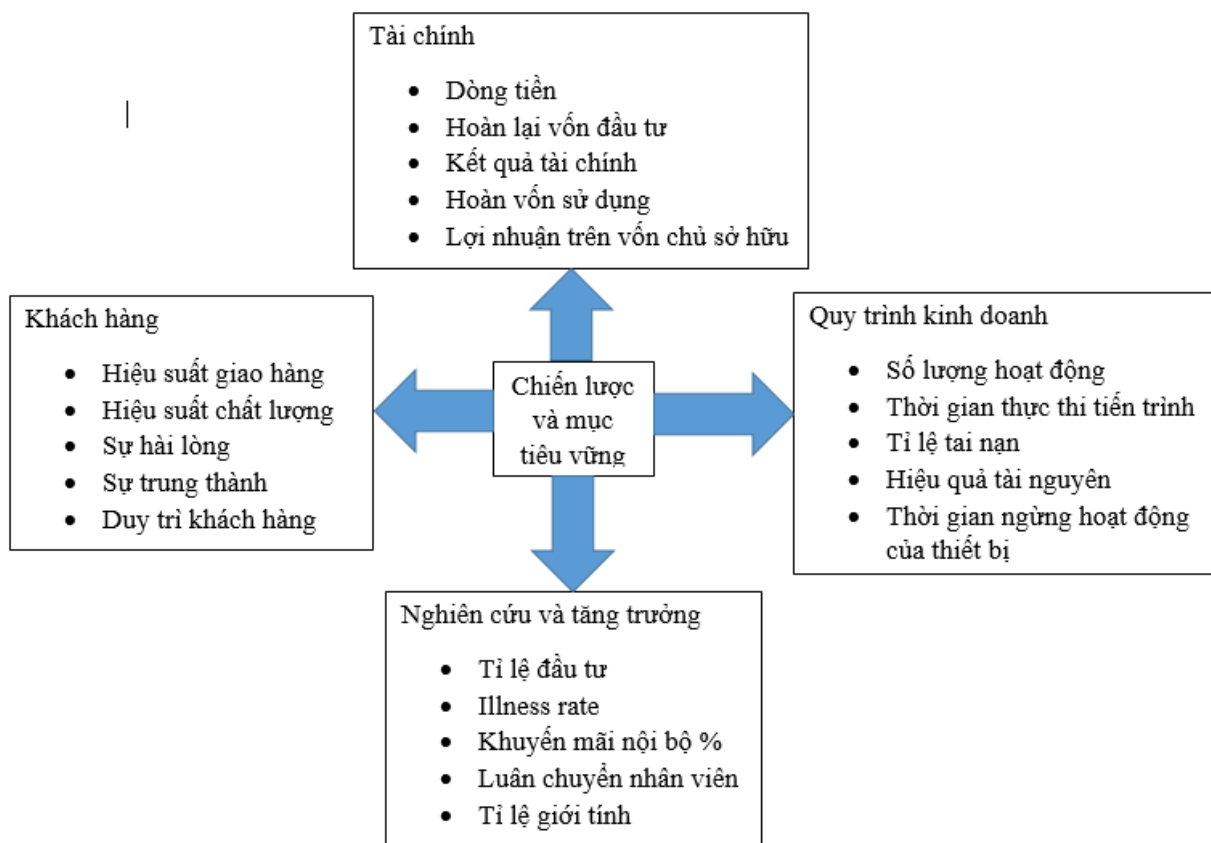 Tài chính
• Dòng tiền
• Hoàn lại vốn đầu tư
• Kết quả tài chính
• Hoàn vốn sử dụng
• Lợi nhuận trên vốn chủ sở hữu
Khách hàng
• Hiệu suất giao hàng
• Hiệu suất chất lượng
• Sự hài lòng
• Sự trung thành
• Duy trì khách hàng
Chiến lược
và mục
tiêu vững
Quy trình kinh doanh
• Số lượng hoạt động
• Thời gian thực thi tiến trình
• Tỉ lệ tai nạn
• Hiệu quả tài nguyên
• Thời gian ngừng hoạt động
của thiết bị
Nghiên cứu và tăng trưởng
• Tỉ lệ đầu tư
• Illness rate
• Khuyến mãi nội bộ %
• Luân chuyển nhân viên
• Tỉ lệ giới tính